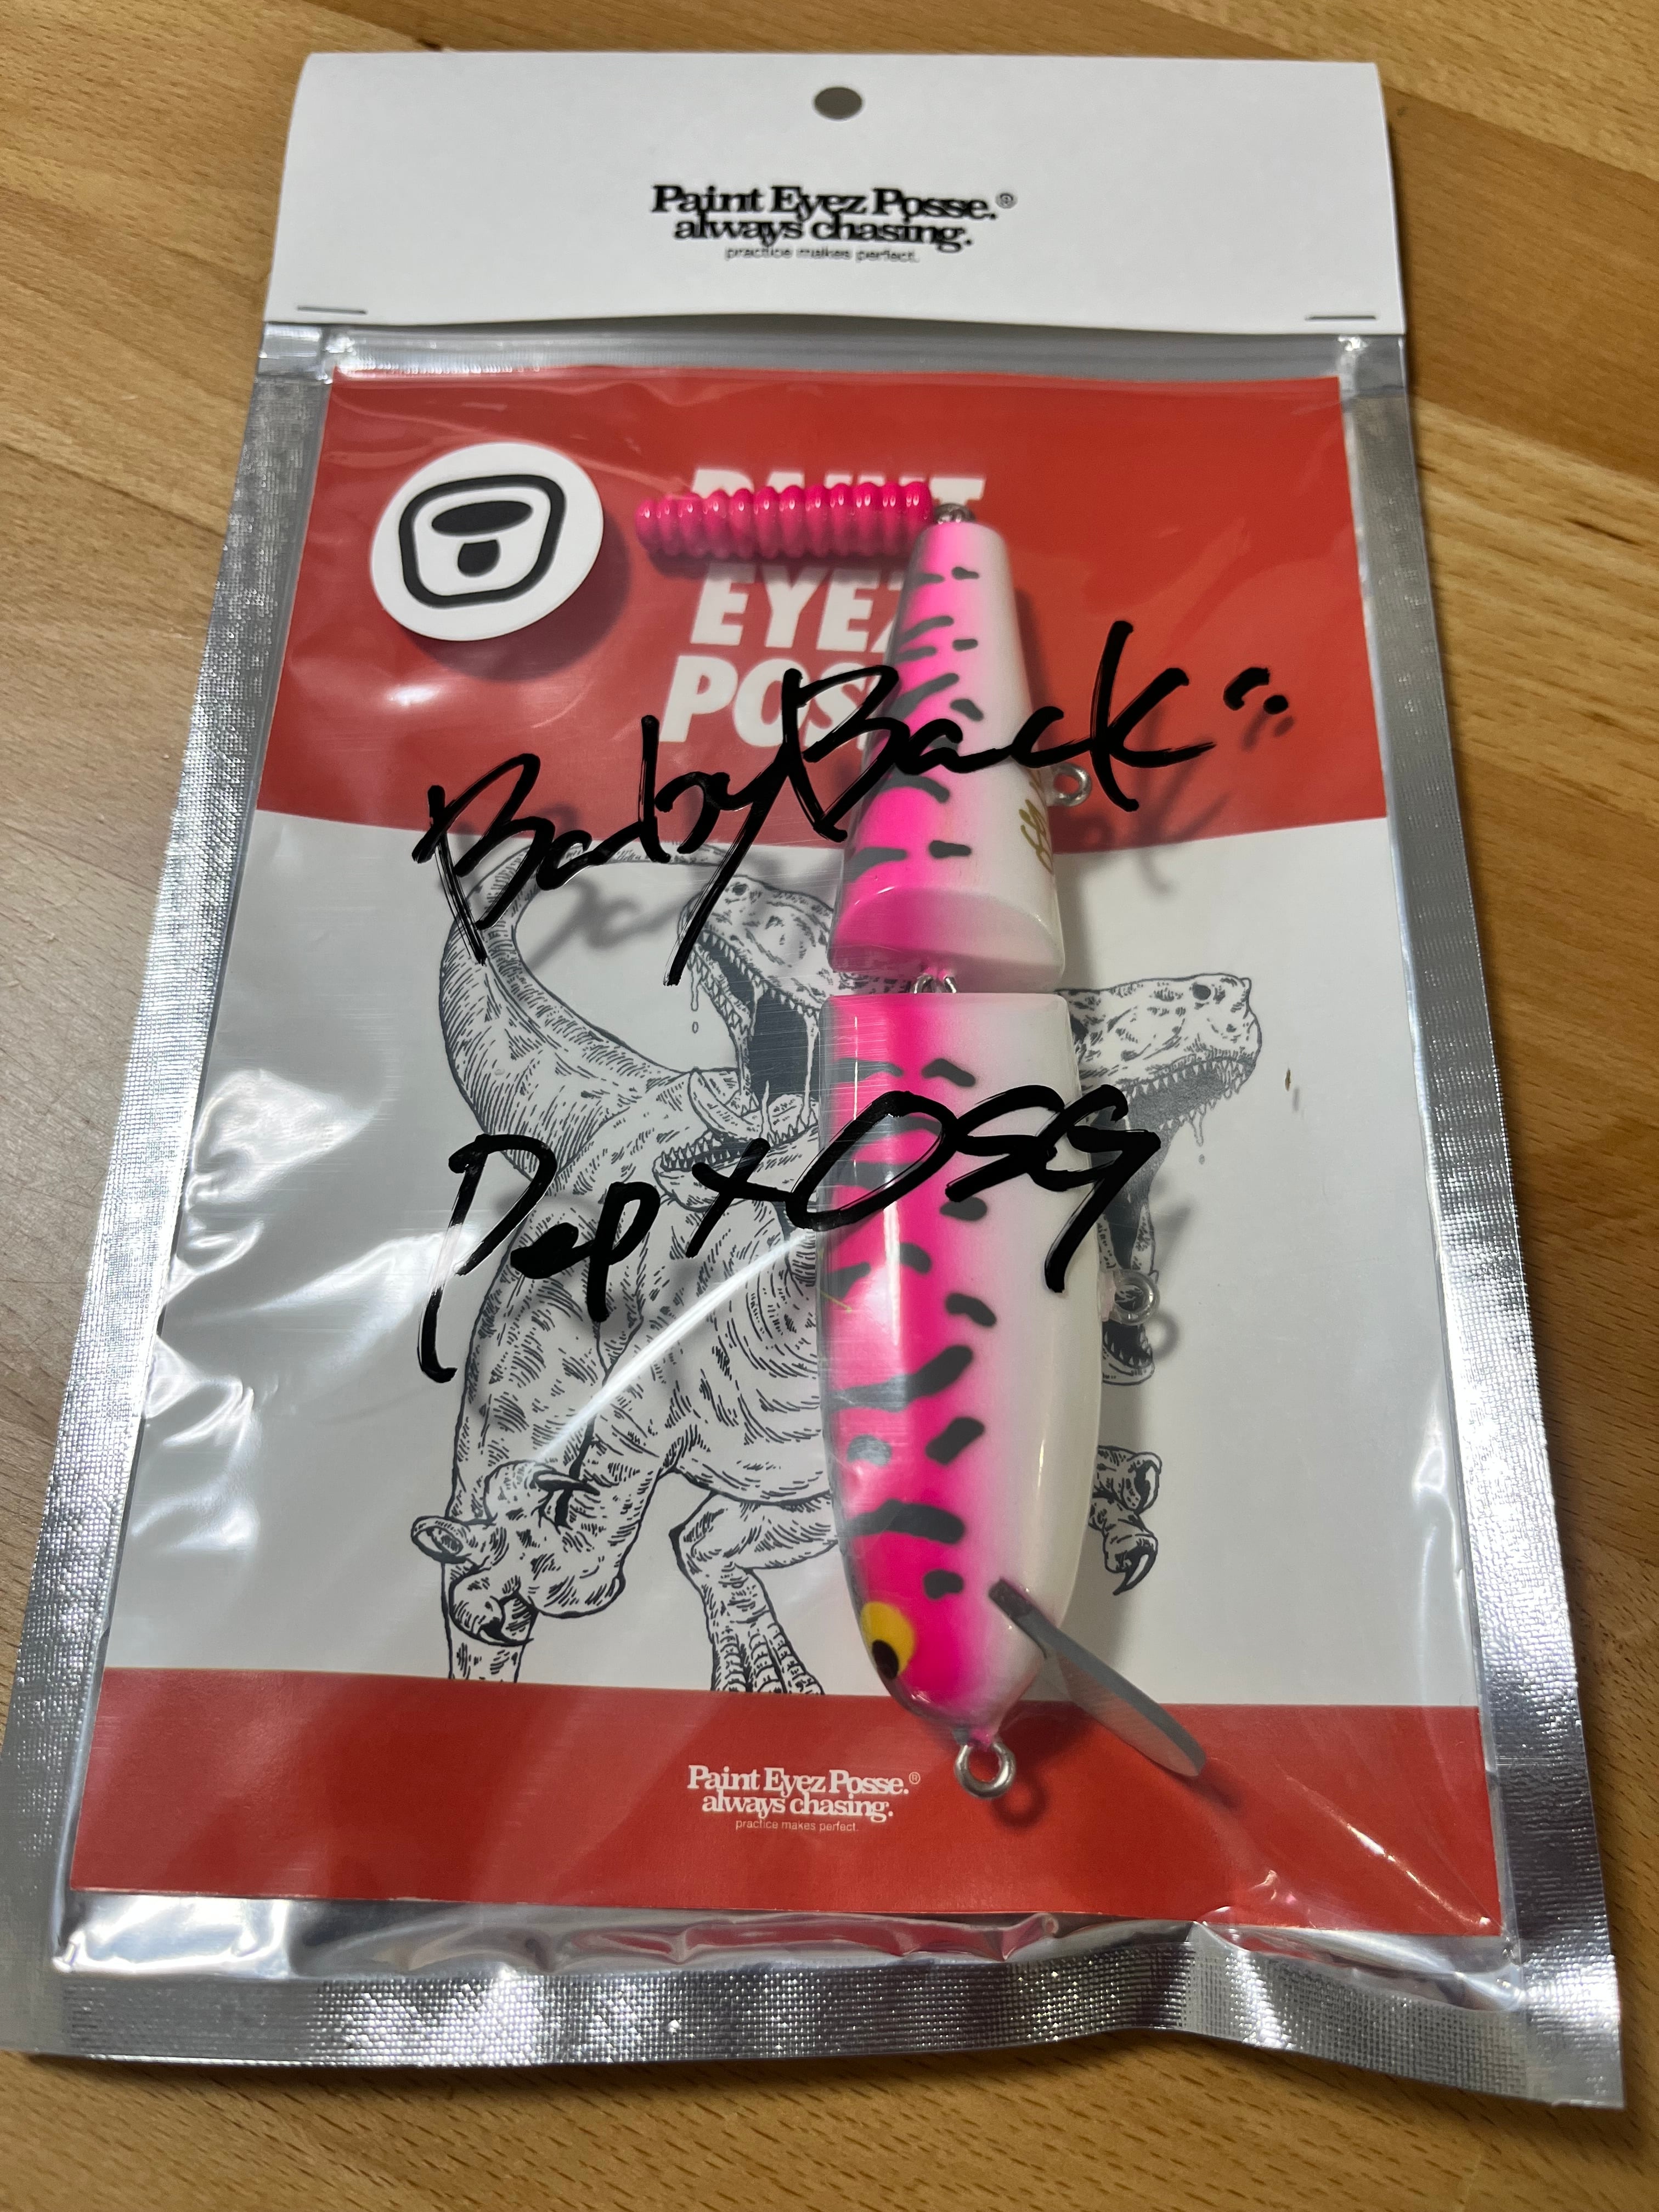 Paint Eyez Posse.®
always chasing.
practice makes perfect.
EYEZ
POS
BabyBack"
Pep×OSG
Paint Eyez Posse.®
always chasing.
practice makes perfect.